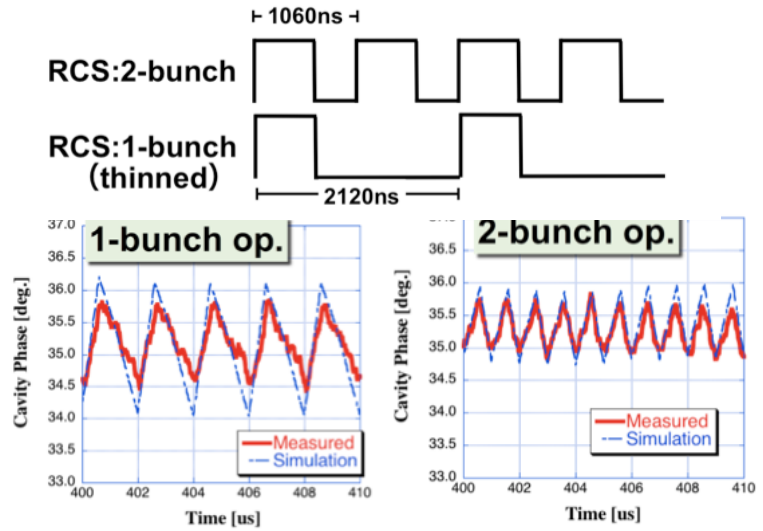 1060ns
RCS:2-bunch
RCS:1-bunch
(thinned)
2120ns
1-bunch op.
37.0
36.5
36.0
35.5
35.0
34.5
34.0
33.5
33.0
Cavity Phase [deg.]
Measured
Simulation
400 402 404 406 408 410
Time [us]
2-bunch op.
36.5
36.0
35.5
35.0
34.5
34.0
33.5
33.0
Cavity Phase [deg.]
Measured
Simulation
400 402 404 406 408 410
Time [us]